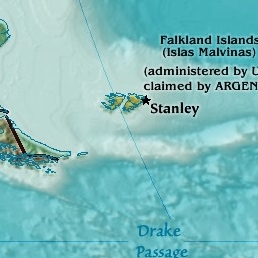 Falkland Islands
(Islas Malvinas)
(administered by U
claimed by ARGEN
Stanley
Drake
Passage